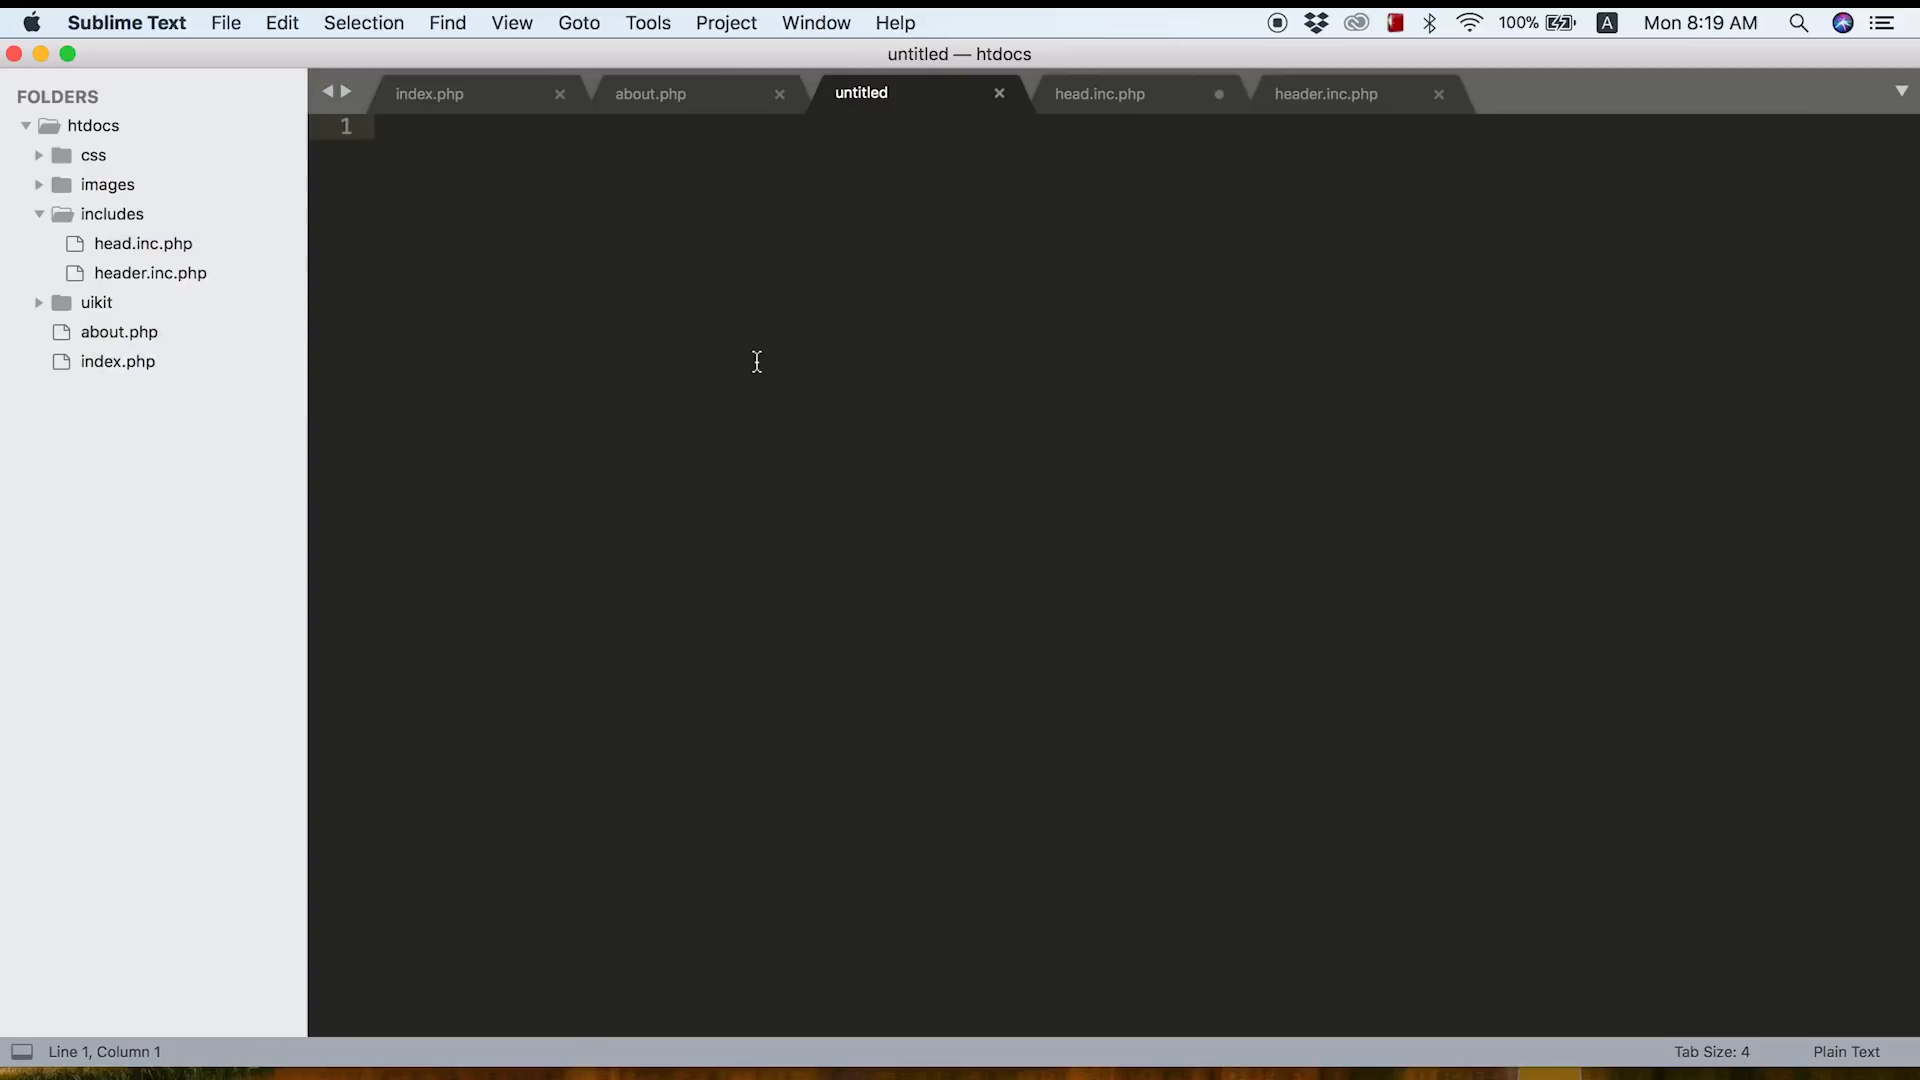 Sublime Text File Edit Selection Find View Goto Tools Project Window Help 100% A Mon 8:19 AM
untitled — htdocs
FOLDERS
htdocs
css
images
includes
head.inc.php
header.inc.php
uikit
about.php
index.php
index.php about.php untitled head.inc.php header.inc.php
1
Line 1, Column 1 Tab Size: 4 Plain Text